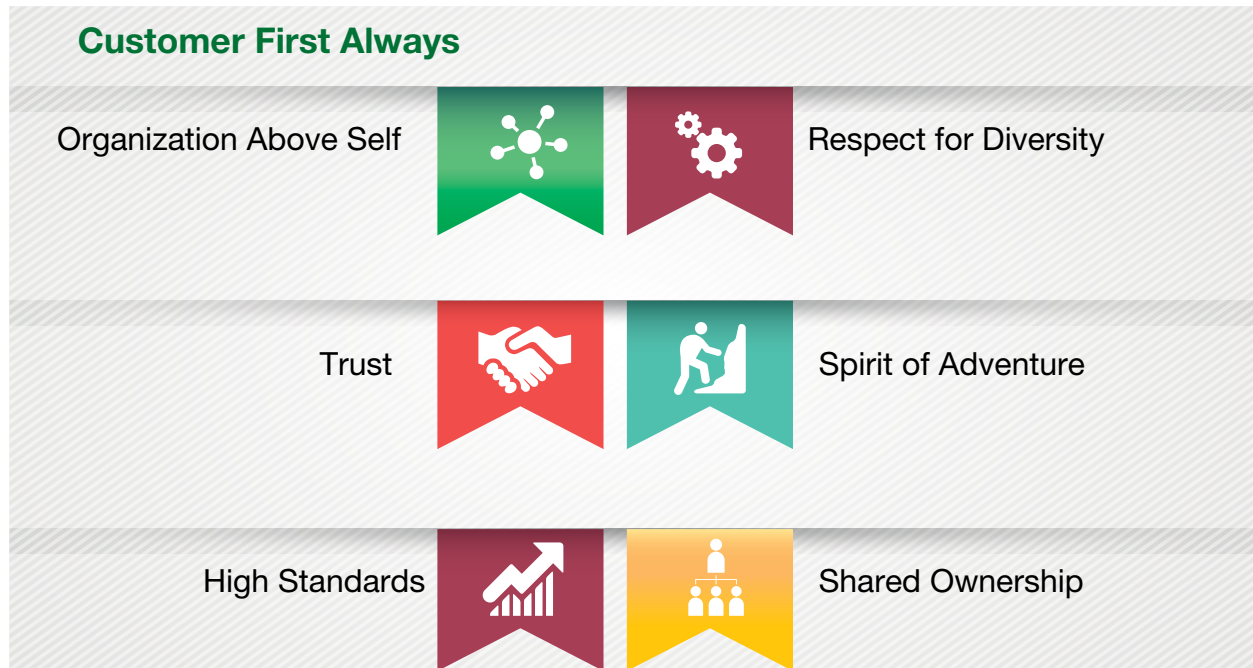 Customer First Always
Organization Above Self
Respect for Diversity
Trust
Spirit of Adventure
High Standards
Shared Ownership